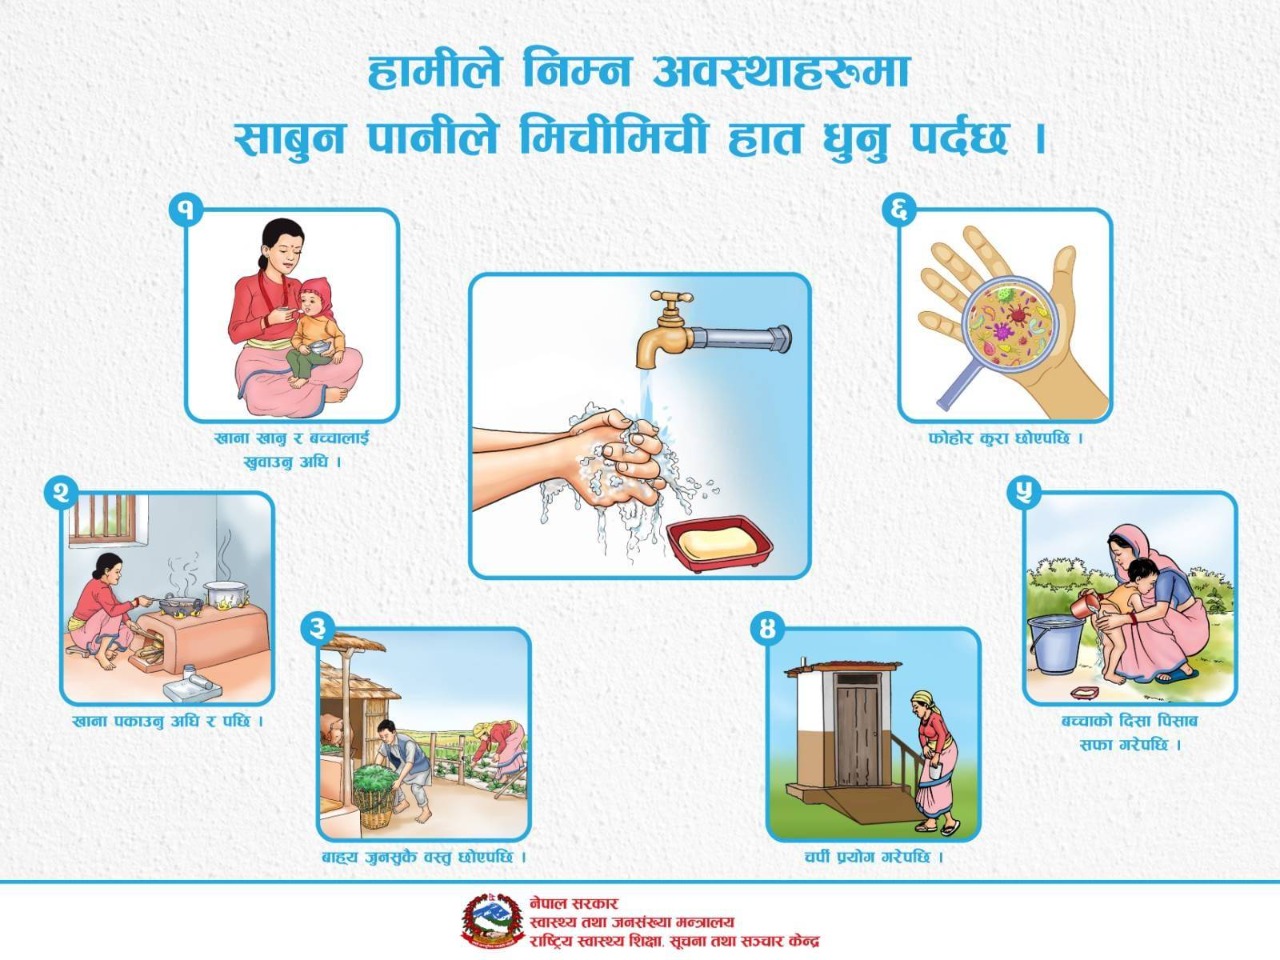 हामीले निम्न अवस्थाहरुमा
साबुन पानीले मिचीमिची हात धुनु पर्दछ ।
१
खाना खानु र बच्चालाई
खुवाउनु अघि ।
२
खाना पकाउनु अघि र पछि ।
३
बाह्य जुनसुकै वस्तु छोएपछि ।
४
चर्पी प्रयोग गरेपछि ।
५
बच्चाको दिसा पिसाब
सफा गरेपछि ।
६
फोहोर कुरा छोएपछि ।
नेपाल सरकार
स्वास्थ्य तथा जनसंख्या मन्त्रालय
राष्ट्रिय स्वास्थ्य शिक्षा, सूचना तथा सञ्चार केन्द्र